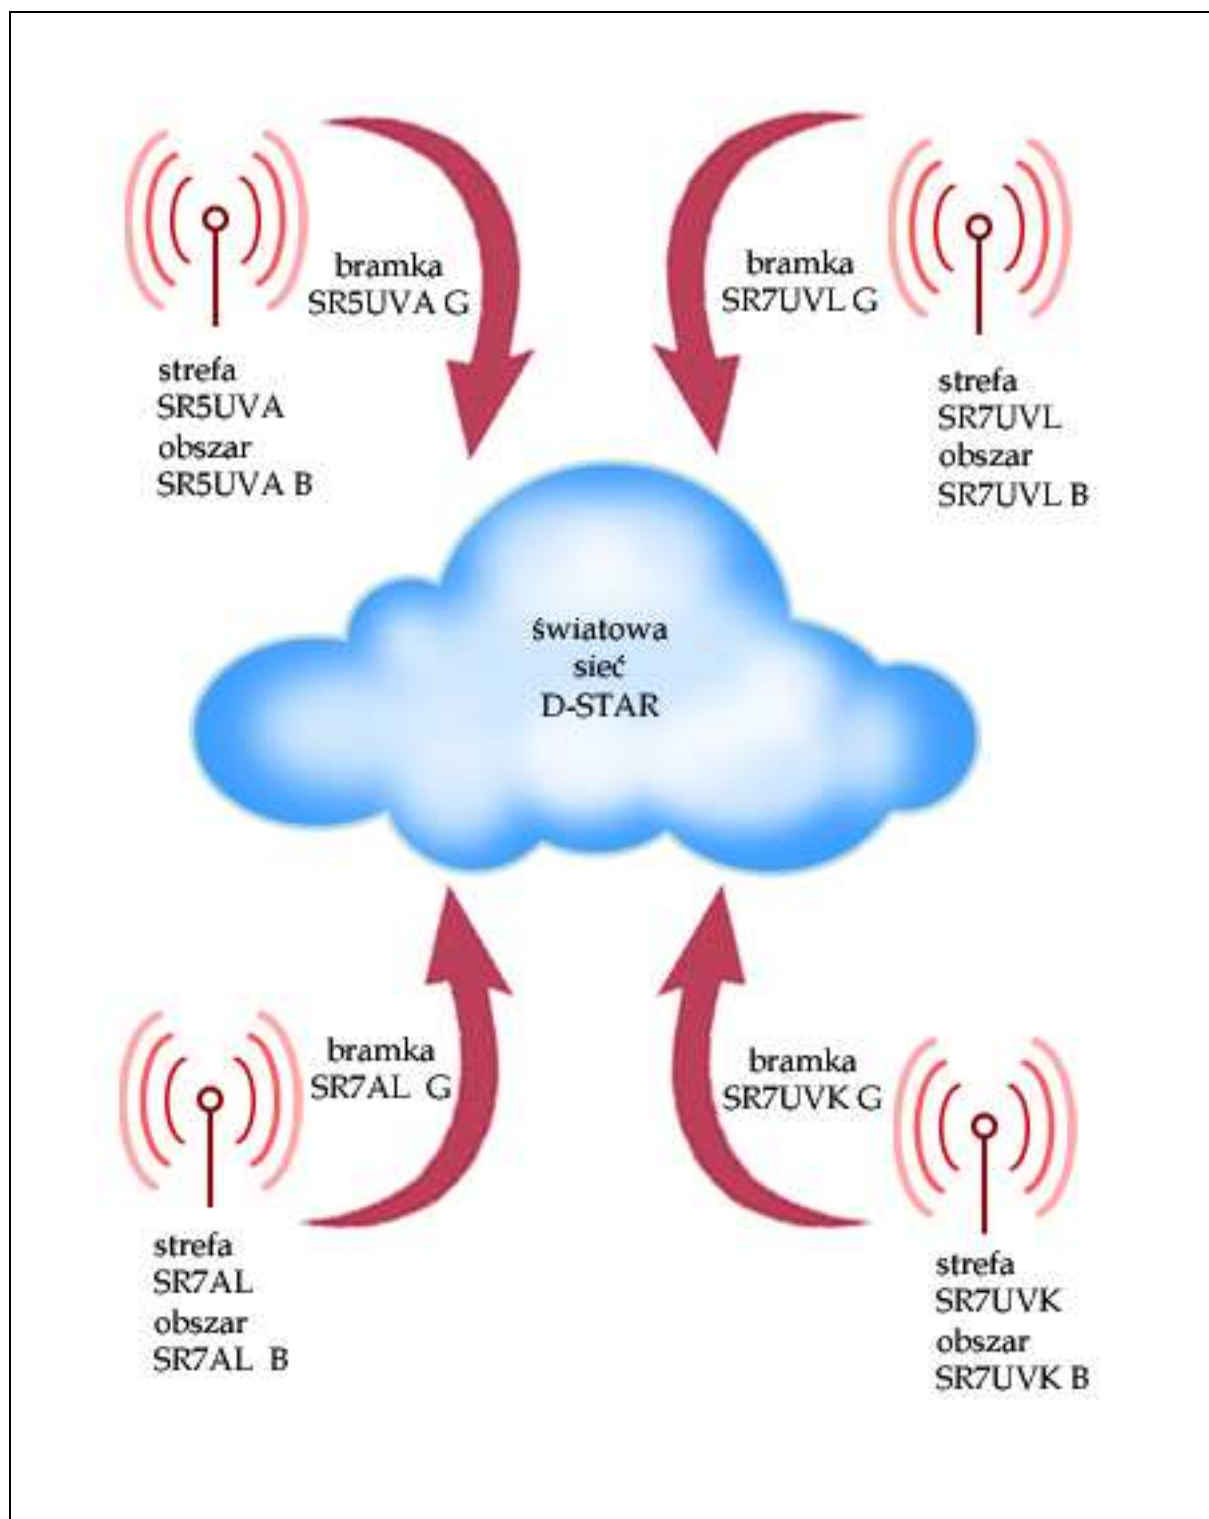 bramka
SR5UVA G
strefa
SR5UVA
obszar
SR5UVA B
bramka
SR7UVL G
strefa
SR7UVL
obszar
SR7UVL B
światowa
sieć
D-STAR
bramka
SR7AL  G
strefa
SR7AL
obszar
SR7AL  B
bramka
SR7UVK G
strefa
SR7UVK
obszar
SR7UVK B